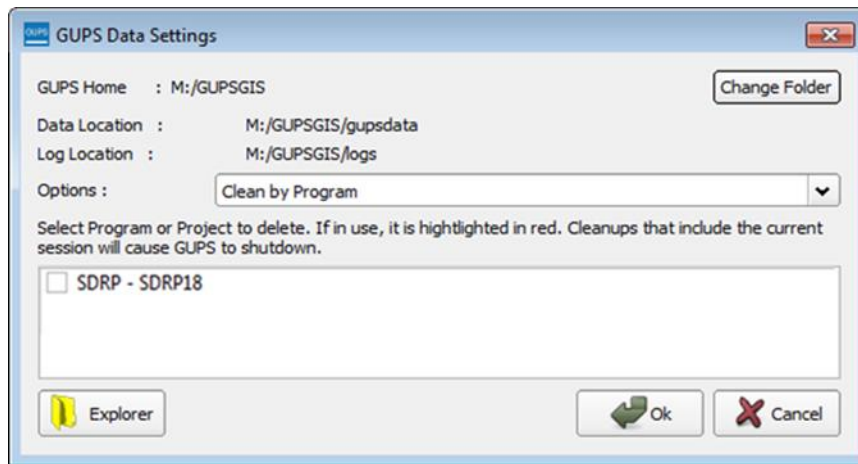 GUPS GUPS Data Settings
GUPS Home : M:/GUPSGIS Change Folder
Data Location : M:/GUPSGIS/gupsdata
Log Location : M:/GUPSGIS/logs
Options : Clean by Program
Select Program or Project to delete. If in use, it is hightlighted in red. Cleanups that include the current
session will cause GUPS to shutdown.
SDRP - SDRP18
Explorer Ok Cancel